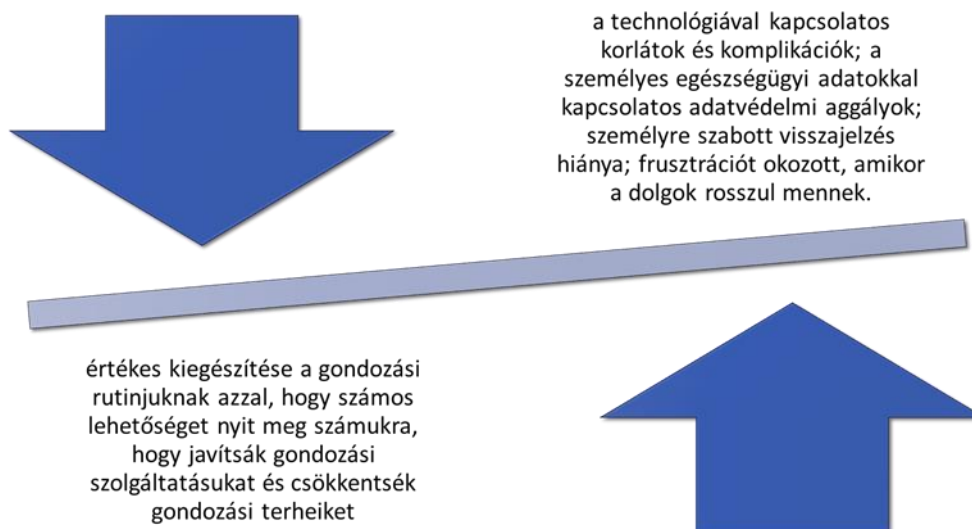 a technológiával kapcsolatos
korlátok és komplikációk; a
személyes egészségügyi adatokkal
kapcsolatos adatvédelmi aggályok;
személyre szabott visszajelzés
hiánya; frusztrációt okozott, amikor
a dolgok rosszul mennek.
értékes kiegészítése a gondozási
rutinjuknak azzal, hogy számos
lehetőséget nyit meg számukra,
hogy javítsák gondozási
szolgáltatásukat és csökkentsék
gondozási terheiket